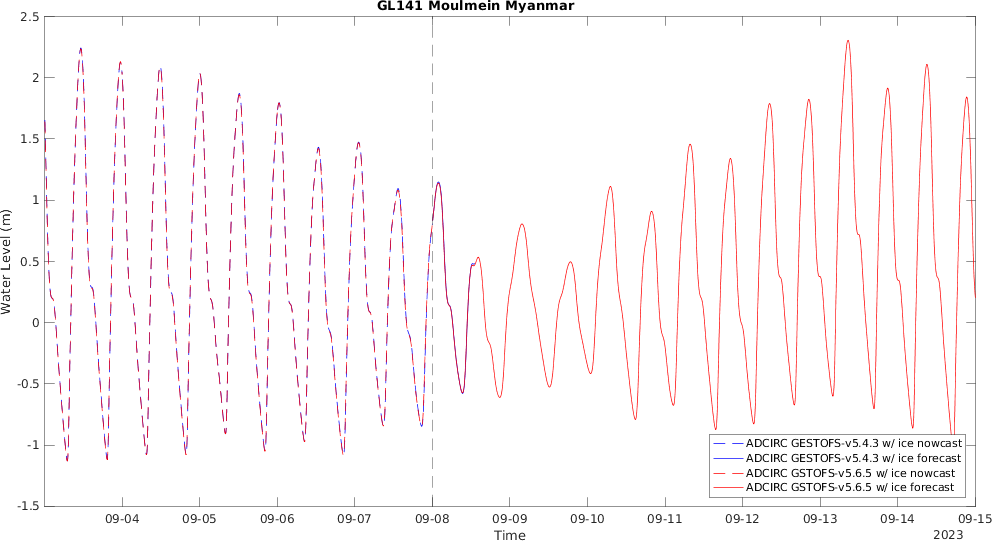 GL141 Moulmein Myanmar
2.5
2
1.5
1
0.5
0
-0.5
-1
-1.5
Water Level (m)
ADCIRC GESTOFS-v5.4.3 w/ ice nowcast
ADCIRC GESTOFS-v5.4.3 w/ ice forecast
ADCIRC GSTOFS-v5.6.5 w/ ice nowcast
ADCIRC GSTOFS-v5.6.5 w/ ice forecast
09-04 09-05 09-06 09-07 09-08 09-09 09-10 09-11 09-12 09-13 09-14 09-15
Time
2023